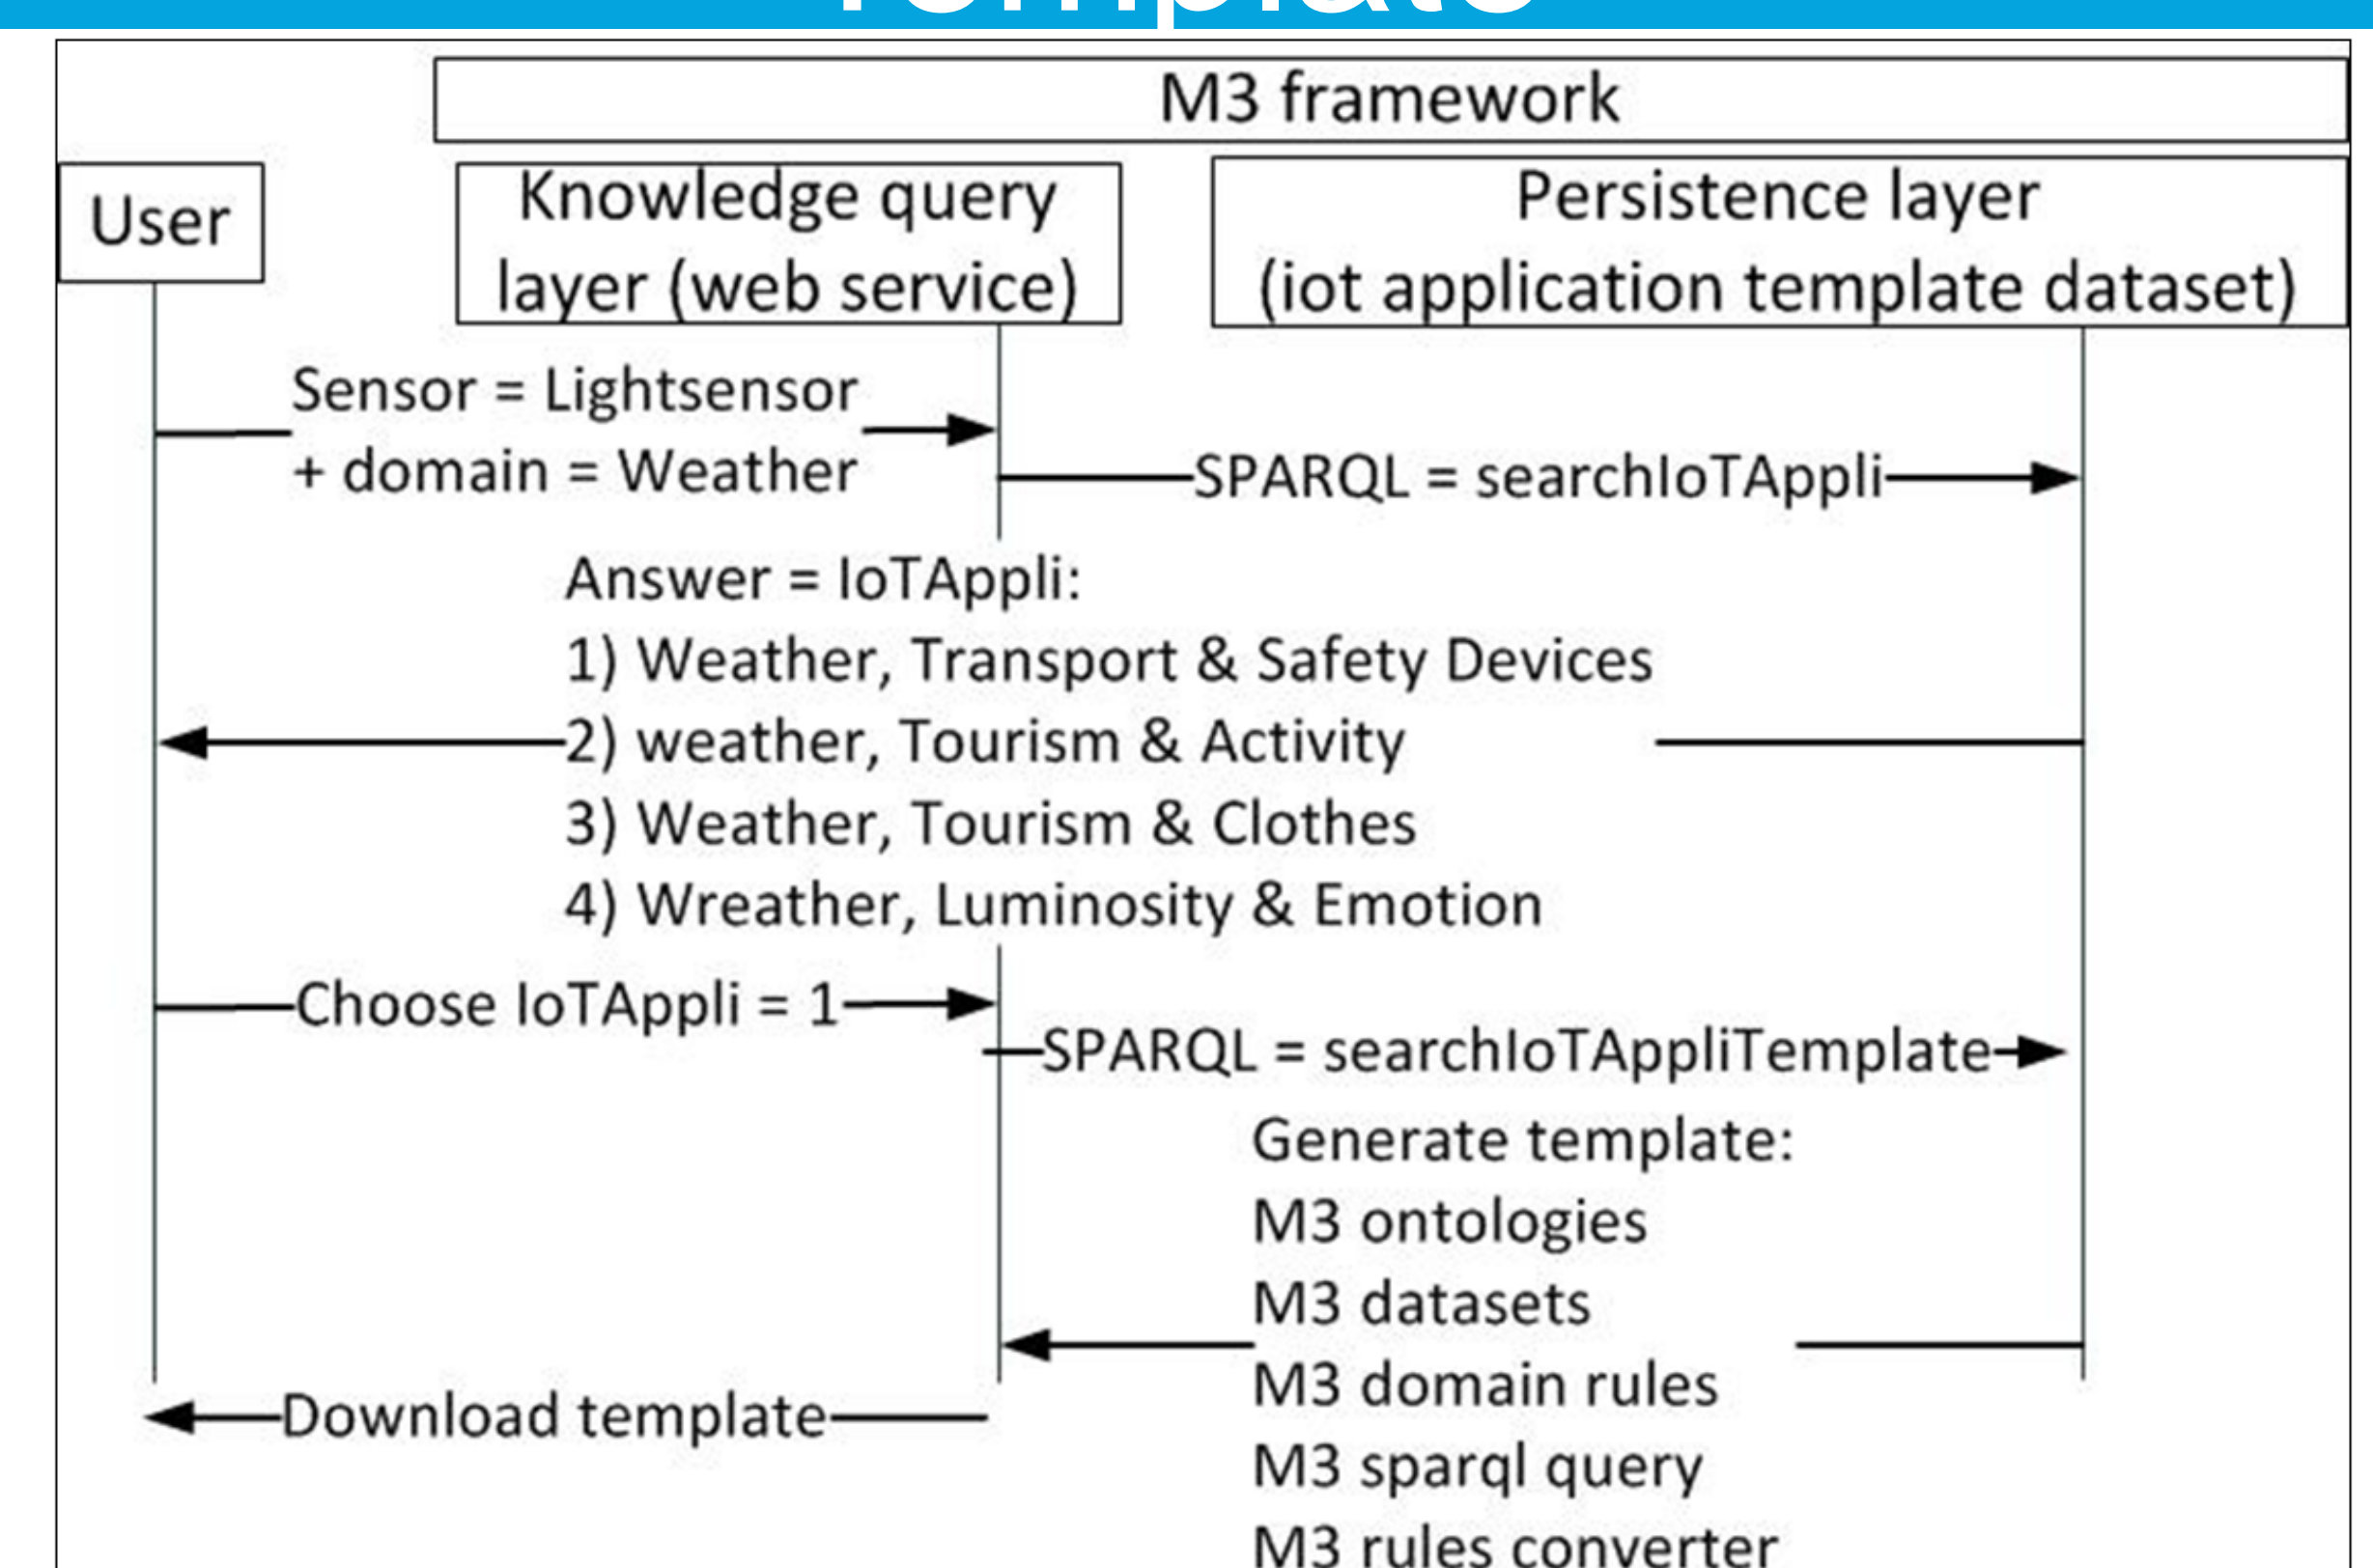 Template
M3 framework
User
Knowledge query
layer (web service)
Persistence layer
(iot application template dataset)
Sensor = Lightsensor
+ domain = Weather
SPARQL = searchIoTAppli
Answer = IoTAppli:
1) Weather, Transport & Safety Devices
2) weather, Tourism & Activity
3) Weather, Tourism & Clothes
4) Wreather, Luminosity & Emotion
Choose IoTAppli = 1
SPARQL = searchIoTAppliTemplate
Generate template:
M3 ontologies
M3 datasets
M3 domain rules
M3 sparql query
M3 rules converter
Download template